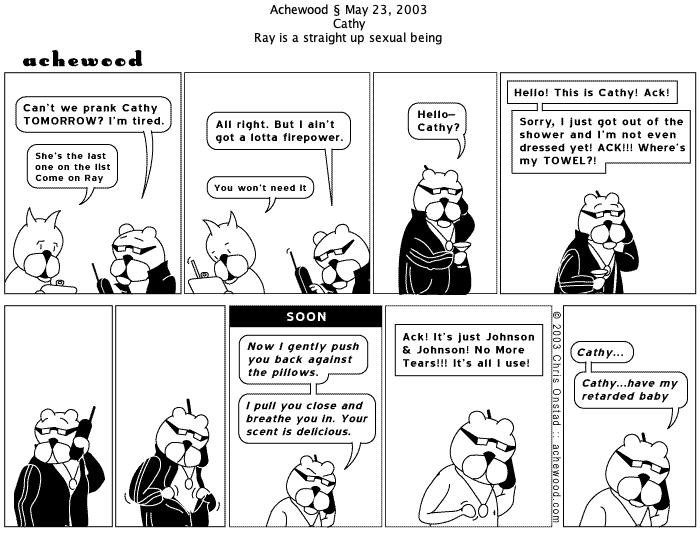 Achewood § May 23, 2003
Cathy
Ray is a straight up sexual being
achewood
Can't we prank Cathy
TOMORROW? I'm tired.
She's the last
one on the list
Come on Ray
All right. But I ain't
got a lotta firepower.
You won't need it
Hello—
Cathy?
Hello! This is Cathy! Ack!
Sorry, I just got out of the
shower and I'm not even
dressed yet! ACK!!! Where's
my TOWEL?!
SOON
Now I gently push
you back against
the pillows.
I pull you close and
breathe you in. Your
scent is delicious.
Ack! It's just Johnson
& Johnson! No More
Tears!!! It's all I use!
© 2003 Chris Onstad :: achewood.com
Cathy...
Cathy...have my
retarded baby